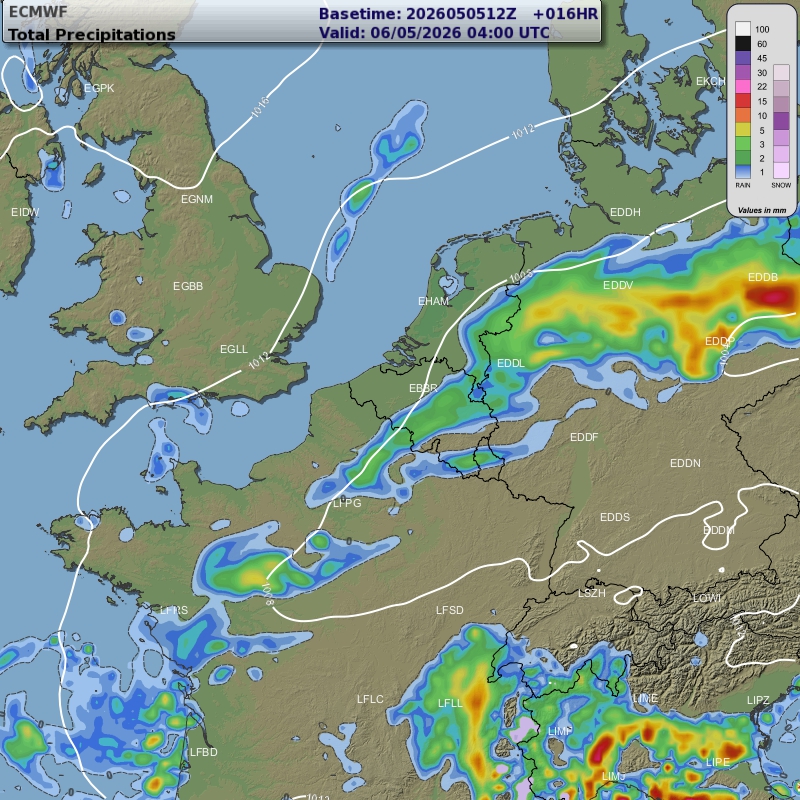 ECMWF
Basetime: 2026050512Z +016HR
Total Precipitations
Valid: 06/05/2026 04:00 UTC
100
60
45
30
22
15
10
5
3
2
1
RAIN SNOW
Values in mm
EGPK
EKCH
1016
1012
EIDW
EGNM
EDDH
EGBB
1005
EDDV
EDDB
EHAM
EGLL
1012
EDDP
EDDL
EBBR
EDDF
EDDN
LFPG
EDDS
EDDM
LFRS
LFSD
LSZH
LOWI
LFLC
LFLL
LIME
LIPZ
LIMF
LFBD
LIPE
LIMJ
1012